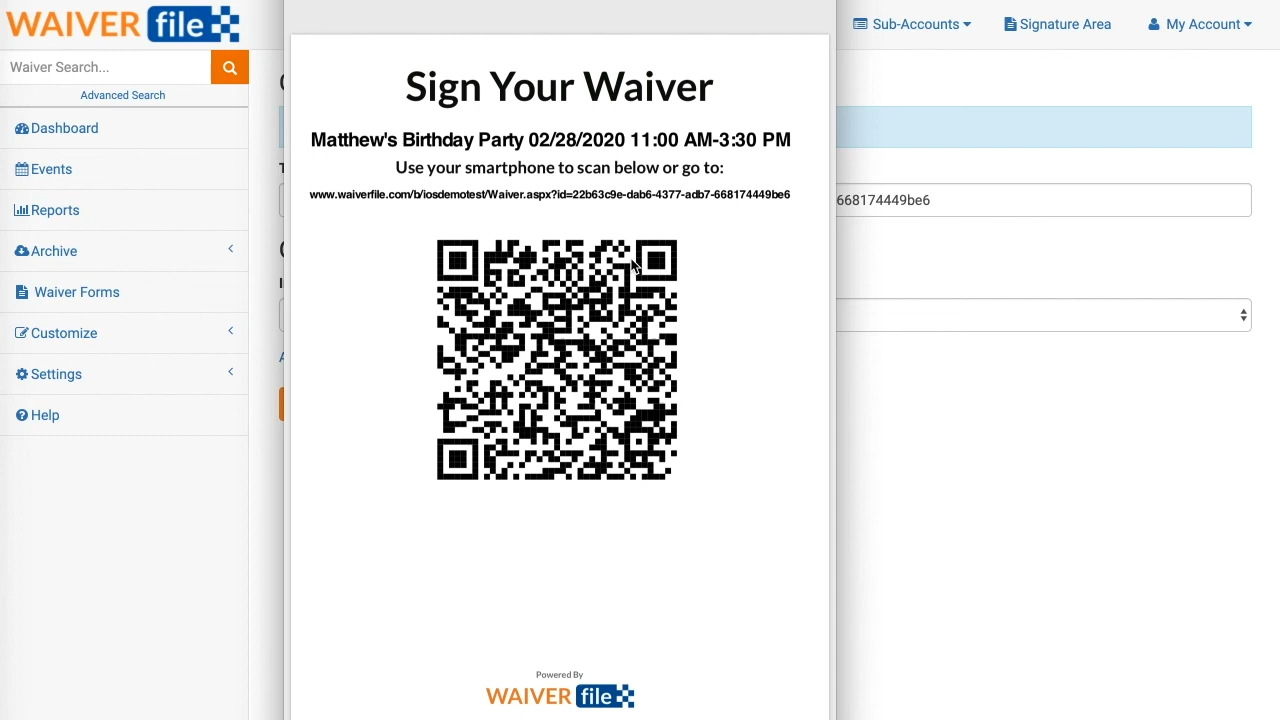 WAIVER file
Sub-Accounts
Signature Area
My Account
Waiver Search...
Advanced Search
Dashboard
Events
Reports
Archive
Waiver Forms
Customize
Settings
Help
Sign Your Waiver
Matthew's Birthday Party 02/28/2020 11:00 AM-3:30 PM
Use your smartphone to scan below or go to:
www.waiverfile.com/b/iosdemotest/Waiver.aspx?id=22b63c9e-dab6-4377-adb7-668174449be6
668174449be6
Powered By
WAIVER file